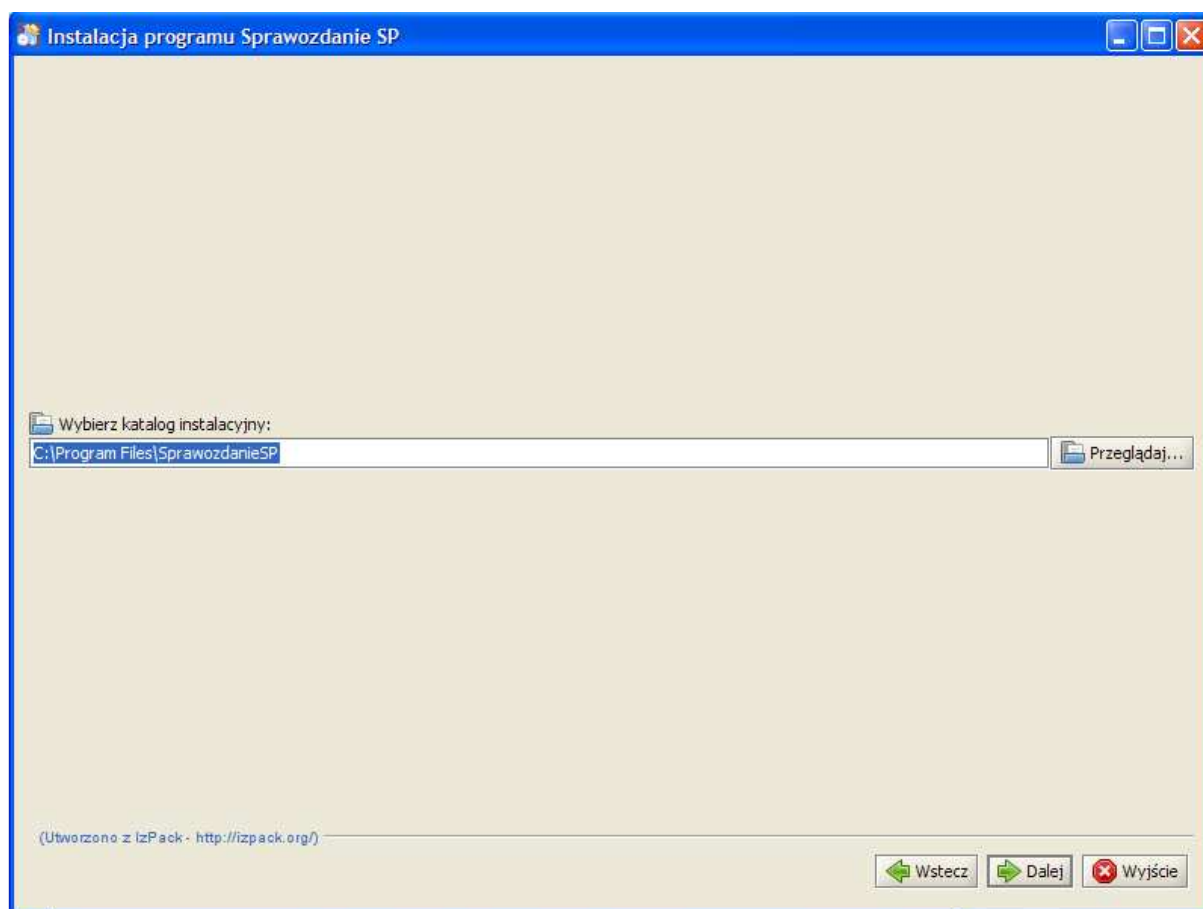 Instalacja programu Sprawozdanie SP
Wybierz katalog instalacyjny:
C:\Program Files\SprawozdanieSP
Przeglądaj...
(Utworzono z IzPack - http://izpack.org/)
Wstecz Dalej Wyjście